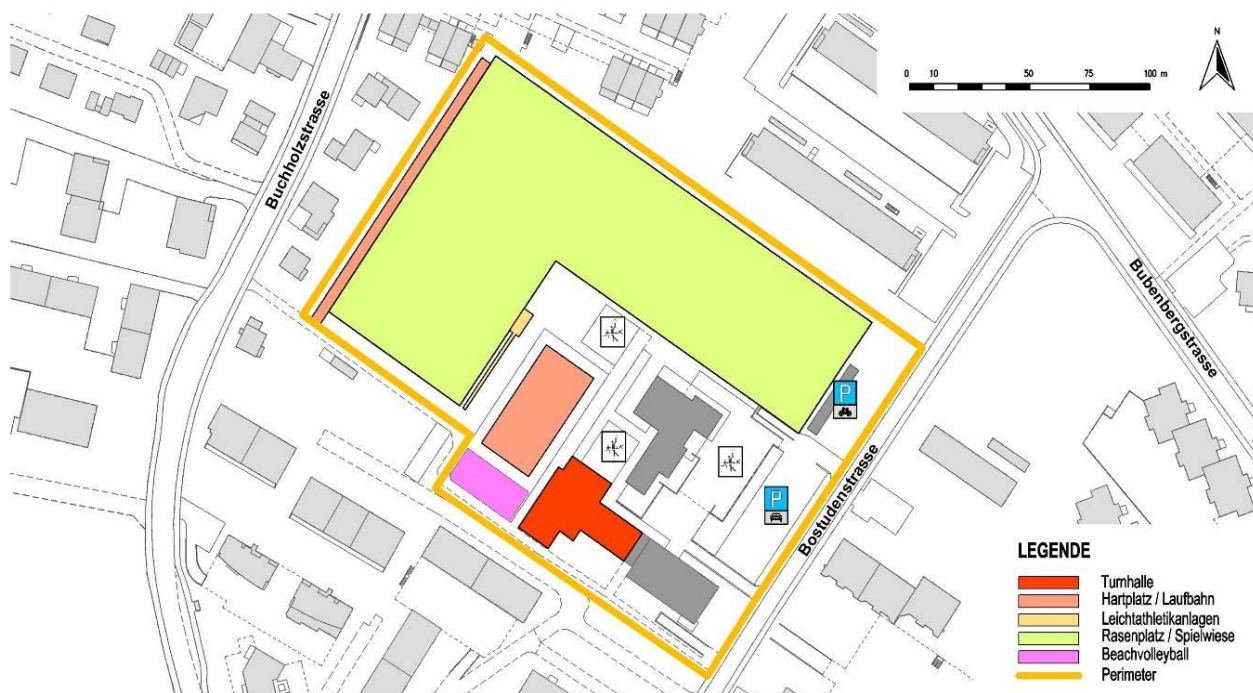 N
0 10 50 75 100 m
Buchholzstrasse
Bubenbergstrasse
P
P
Bostudenstrasse
LEGENDE
Turnhalle
Hartplatz / Laufbahn
Leichtathletikanlagen
Rasenplatz / Spielwiese
Beachvolleyball
Perimeter